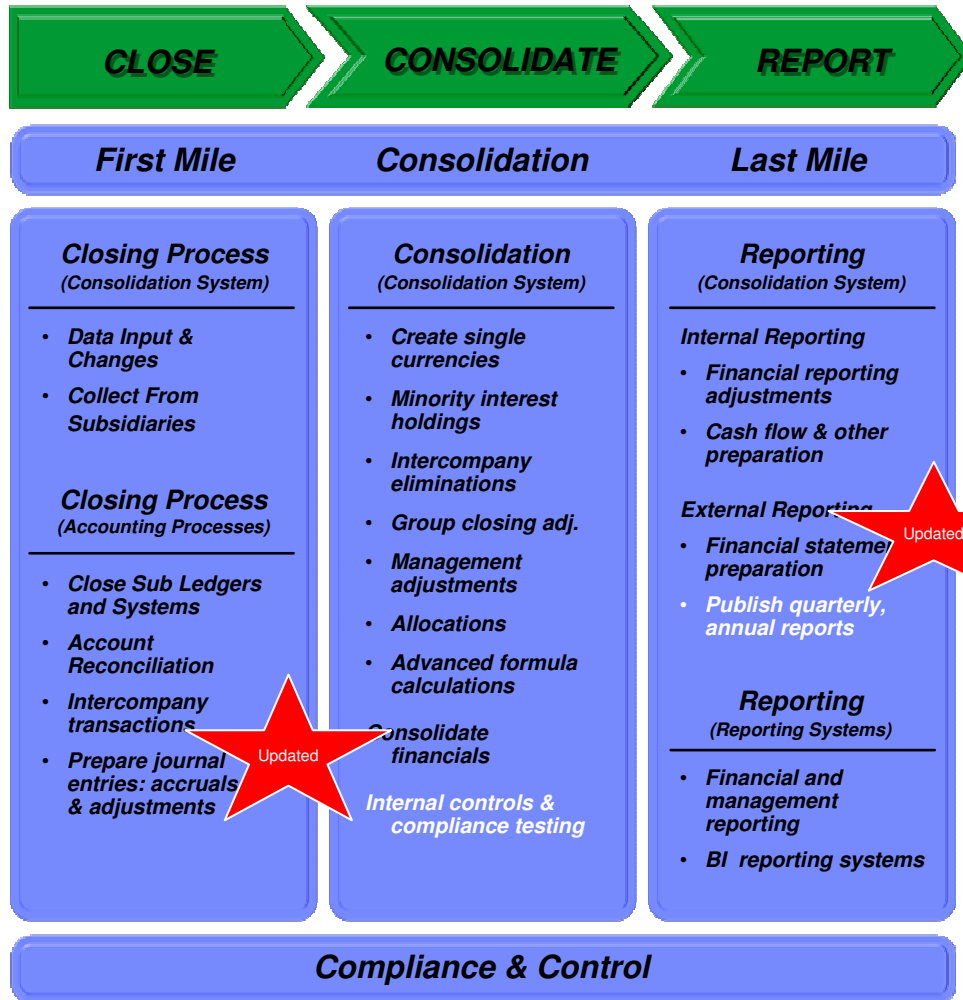 CLOSE
CONSOLIDATE
REPORT
First Mile
Consolidation
Last Mile
Closing Process
(Consolidation System)
• Data Input &
Changes
• Collect From
Subsidiaries
Closing Process
(Accounting Processes)
• Close Sub Ledgers
and Systems
• Account
Reconciliation
• Intercompany
transactions
• Prepare journal
entries: accruals
& adjustments
Updated
Consolidation
(Consolidation System)
• Create single
currencies
• Minority interest
holdings
• Intercompany
eliminations
• Group closing adj.
• Management
adjustments
• Allocations
• Advanced formula
calculations
Consolidate
financials
Internal controls &
compliance testing
Reporting
(Consolidation System)
Internal Reporting
• Financial reporting
adjustments
• Cash flow & other
preparation
External Reporting
• Financial statement
preparation
• Publish quarterly,
annual reports
Updated
Reporting
(Reporting Systems)
• Financial and
management
reporting
• BI reporting systems
Compliance & Control